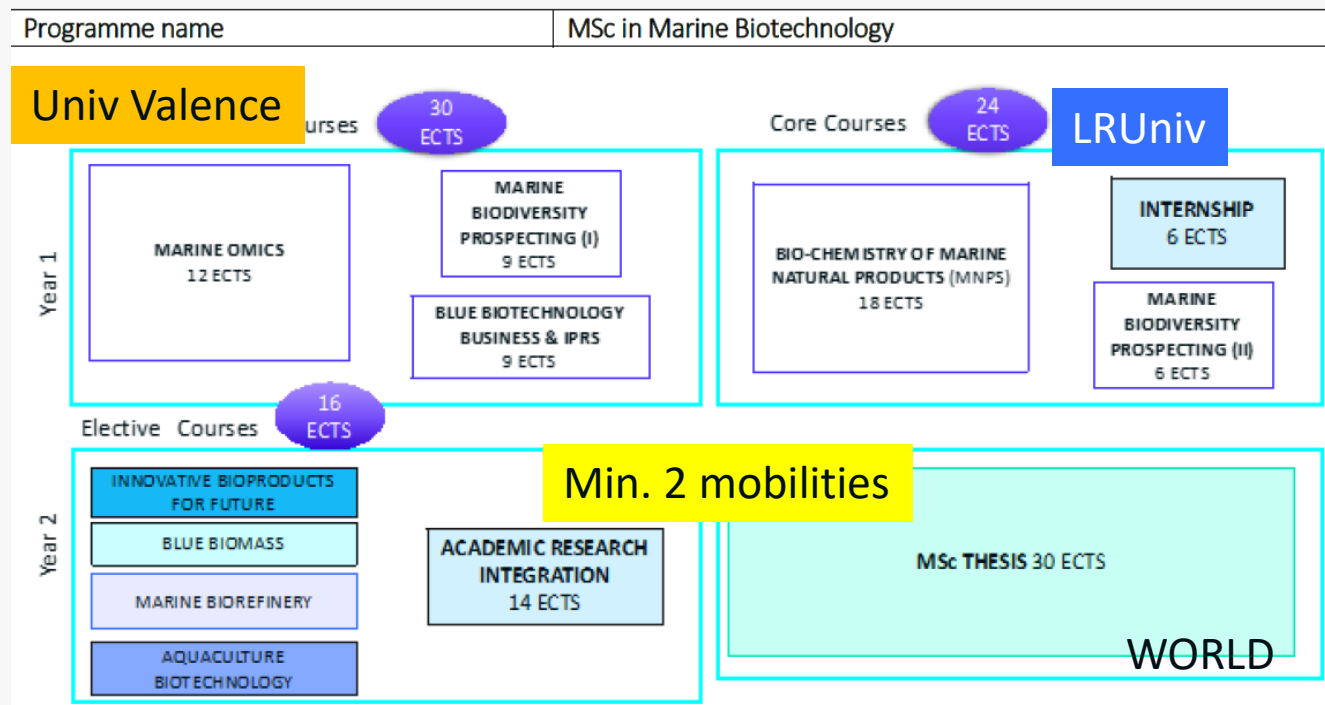 Programme name
MSc in Marine Biotechnology
Univ Valence
urses
30
ECTS
Core Courses
24
ECTS
LRUniv
Year 1
MARINE OMICS
12 ECTS
MARINE
BIODIVERSITY
PROSPECTING (I)
9 ECTS
BLUE BIOTECHNOLOGY
BUSINESS & IPRS
9 ECTS
BIO-CHEMISTRY OF MARINE
NATURAL PRODUCTS (MNPS)
18 ECTS
INTERNSHIP
6 ECTS
MARINE
BIODIVERSITY
PROSPECTING (II)
6 ECTS
Elective Courses
16
ECTS
Year 2
INNOVATIVE BIOPRODUCTS
FOR FUTURE
BLUE BIOMASS
MARINE BIOREFINERY
AQUACULTURE
BIOTECHNOLOGY
ACADEMIC RESEARCH
INTEGRATION
14 ECTS
Min. 2 mobilities
MSc THESIS 30 ECTS
WORLD